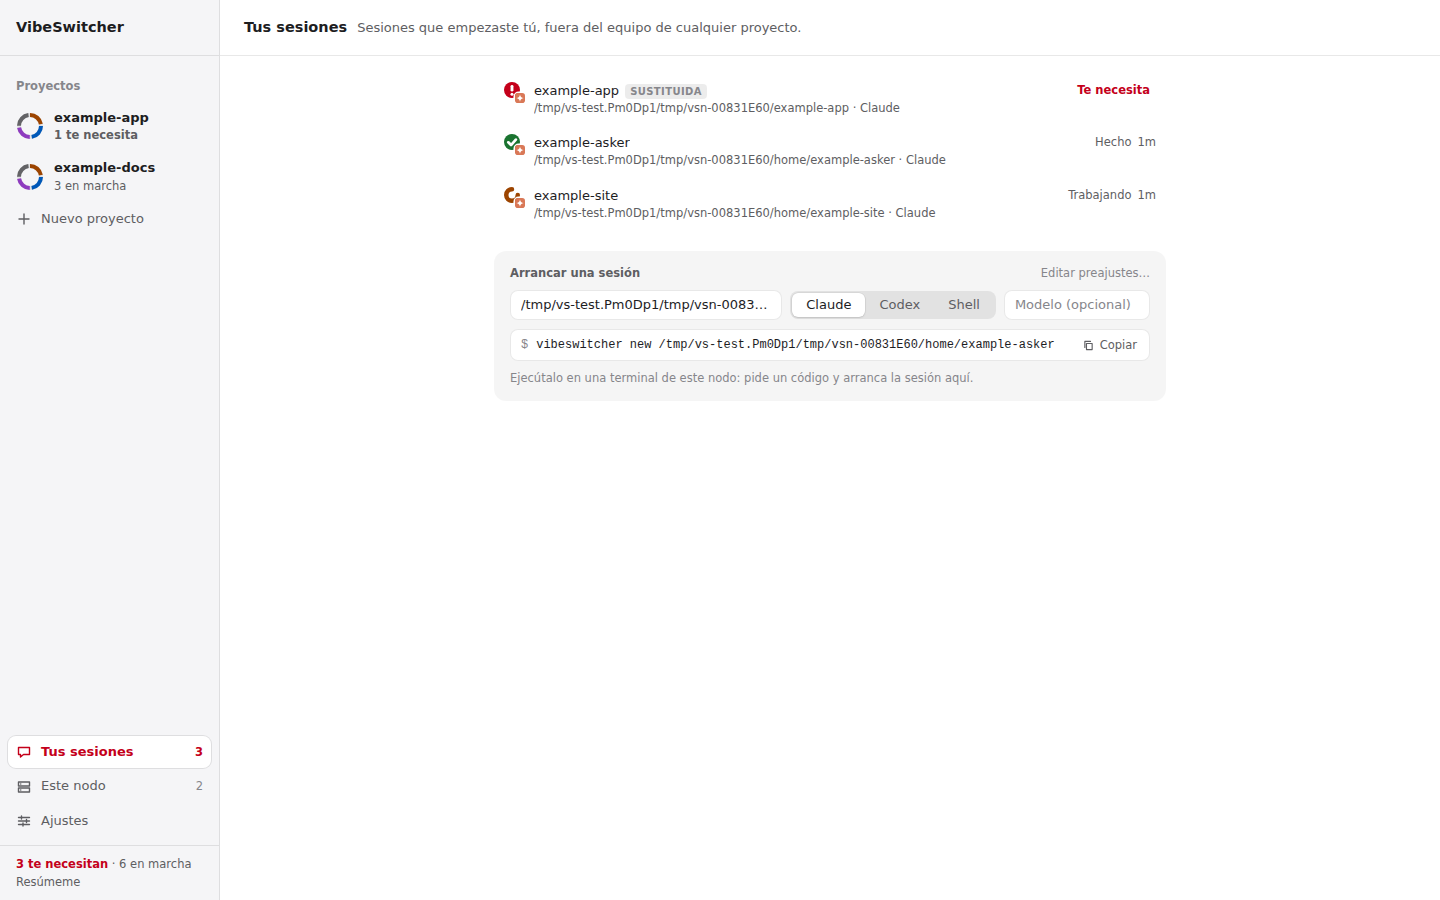 VibeSwitcher
Proyectos
example-app
1 te necesita
example-docs
3 en marcha
Nuevo proyecto
Tus sesiones 3
Este nodo 2
Ajustes
3 te necesitan · 6 en marcha
Resúmeme
Tus sesiones Sesiones que empezaste tú, fuera del equipo de cualquier proyecto.
example-app SUSTITUIDA Te necesita
/tmp/vs-test.Pm0Dp1/tmp/vsn-00831E60/example-app · Claude
example-asker Hecho 1m
/tmp/vs-test.Pm0Dp1/tmp/vsn-00831E60/home/example-asker · Claude
example-site Trabajando 1m
/tmp/vs-test.Pm0Dp1/tmp/vsn-00831E60/home/example-site · Claude
Arrancar una sesión Editar preajustes...
/tmp/vs-test.Pm0Dp1/tmp/vsn-0083... Claude Codex Shell Modelo (opcional)
$ vibeswitcher new /tmp/vs-test.Pm0Dp1/tmp/vsn-00831E60/home/example-asker Copiar
Ejecútalo en una terminal de este nodo: pide un código y arranca la sesión aquí.